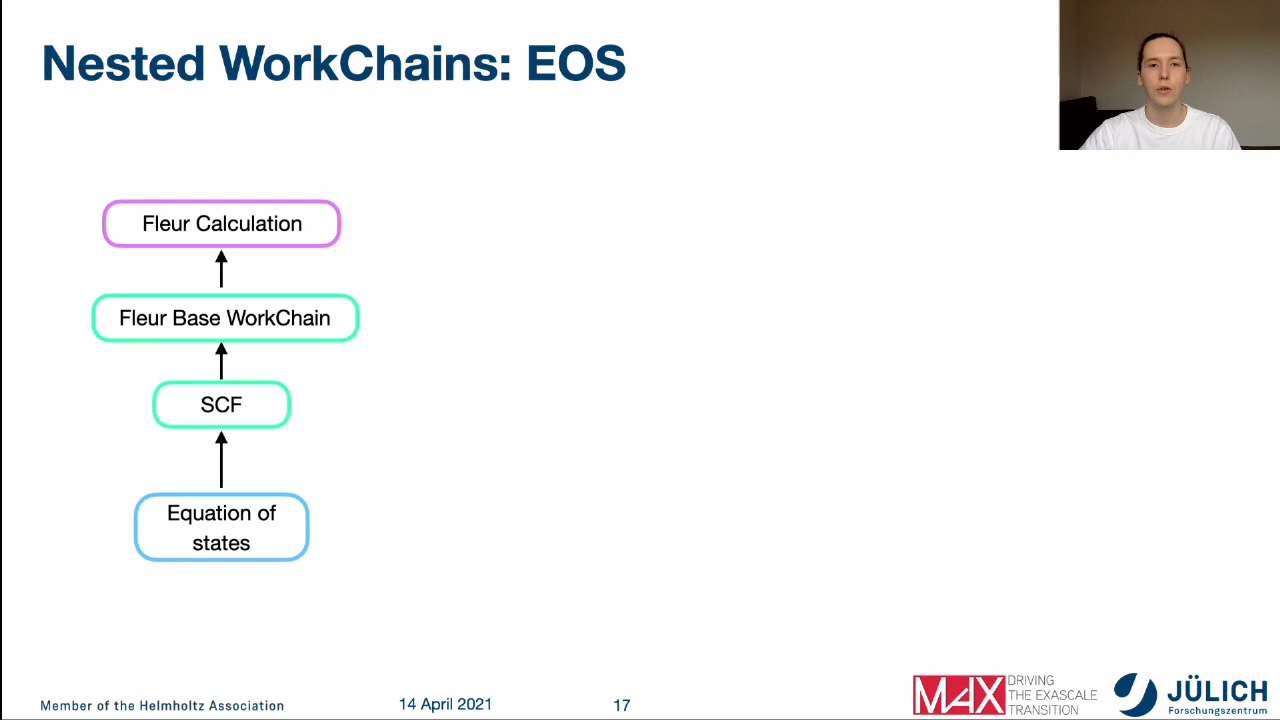 Nested WorkChains: EOS
Fleur Calculation
Fleur Base WorkChain
SCF
Equation of
states
Member of the Helmholtz Association
14 April 2021
17
MAX
DRIVING
THE EXASCALE
TRANSITION
JÜLICH
Forschungszentrum